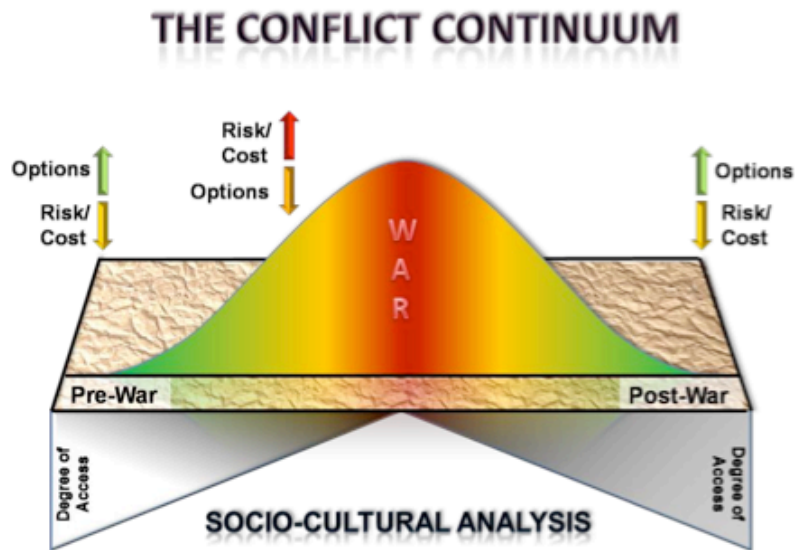 THE CONFLICT CONTINUUM
Options
Risk/
Cost
Risk/
Cost
Options
Options
Risk/
Cost
W
A
R
Pre-War
Post-War
Degree of
Access
Degree of
Access
SOCIO-CULTURAL ANALYSIS